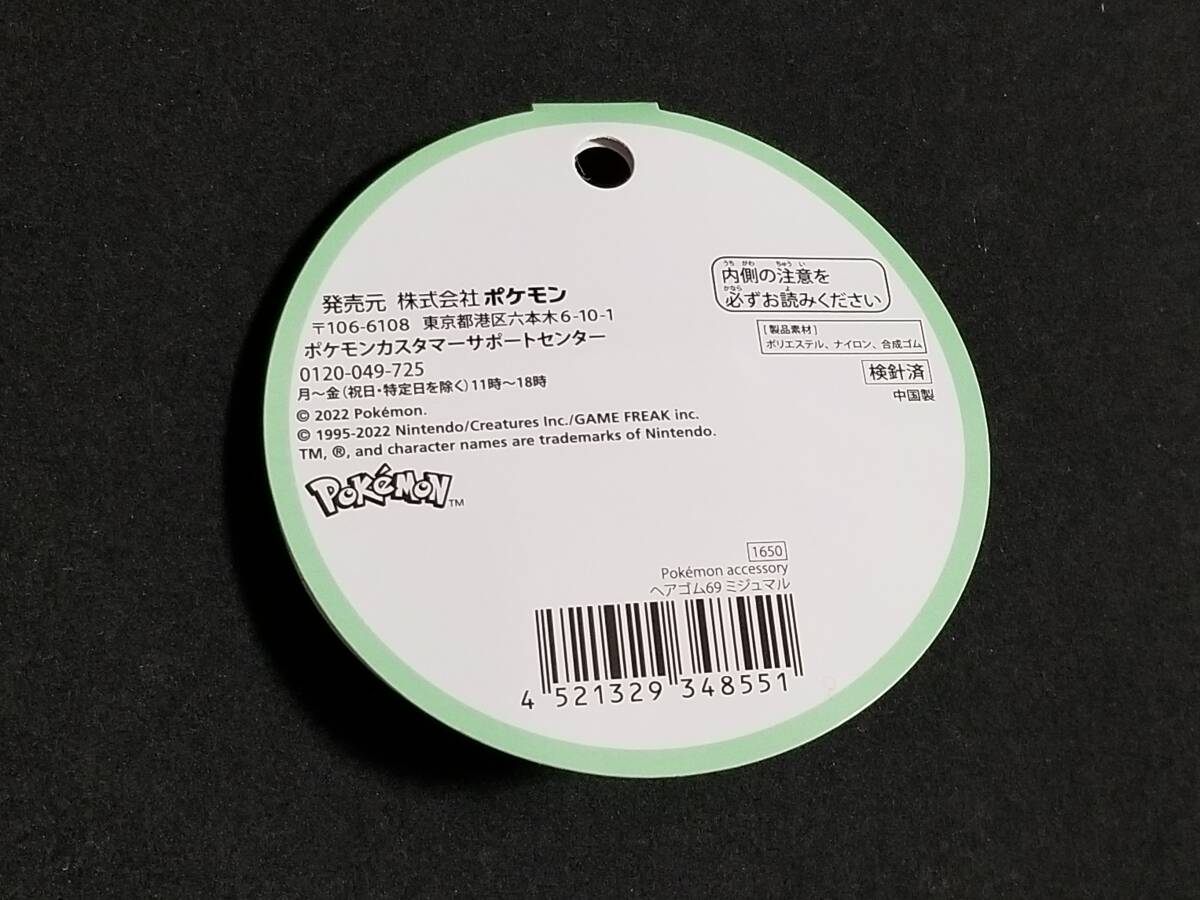 発売元 株式会社 ポケモン
〒106-6108 東京都港区六本木6-10-1
ポケモンカスタマーサポートセンター
0120-049-725
月〜金(祝日・特定日を除く)11時〜18時
© 2022 Pokémon.
© 1995-2022 Nintendo/Creatures Inc./GAME FREAK inc.
TM, ®, and character names are trademarks of Nintendo.
POKéMON™
内側の注意を
必ずお読みください
[製品素材]
ポリエステル、ナイロン、合成ゴム
検針済
中国製
1650
Pokémon accessory
ヘアゴム69 ミジュマル
4 521329 348551